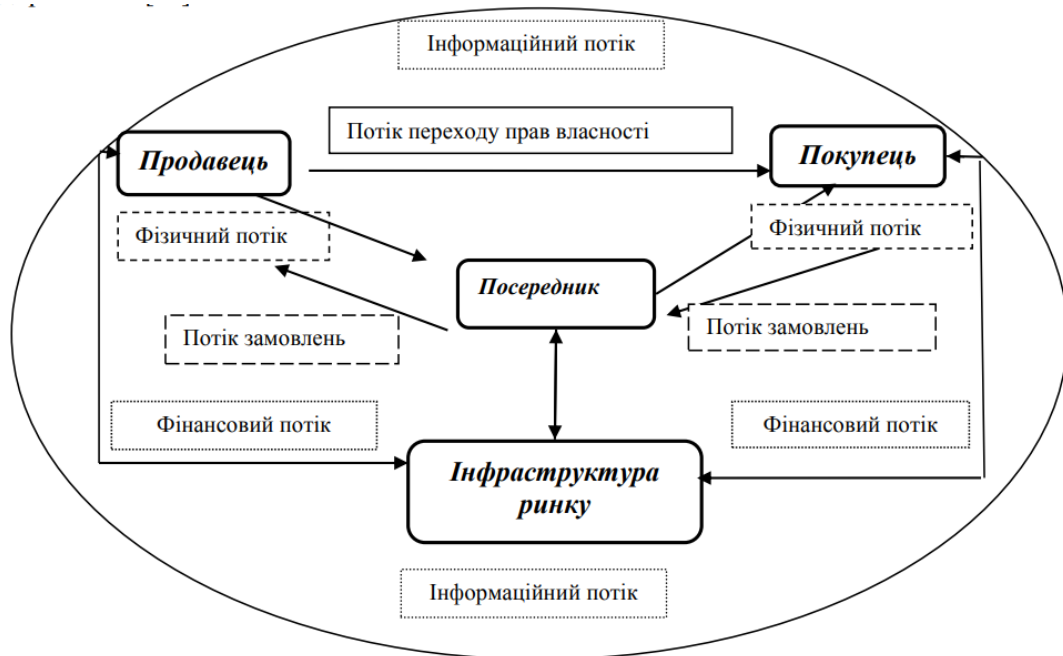 Інформаційний потік
Потік переходу прав власності
Продавець
Покупець
Фізичний потік
Фізичний потік
Посередник
Потік замовлень
Потік замовлень
Фінансовий потік
Фінансовий потік
Інфраструктура
ринку
Інформаційний потік